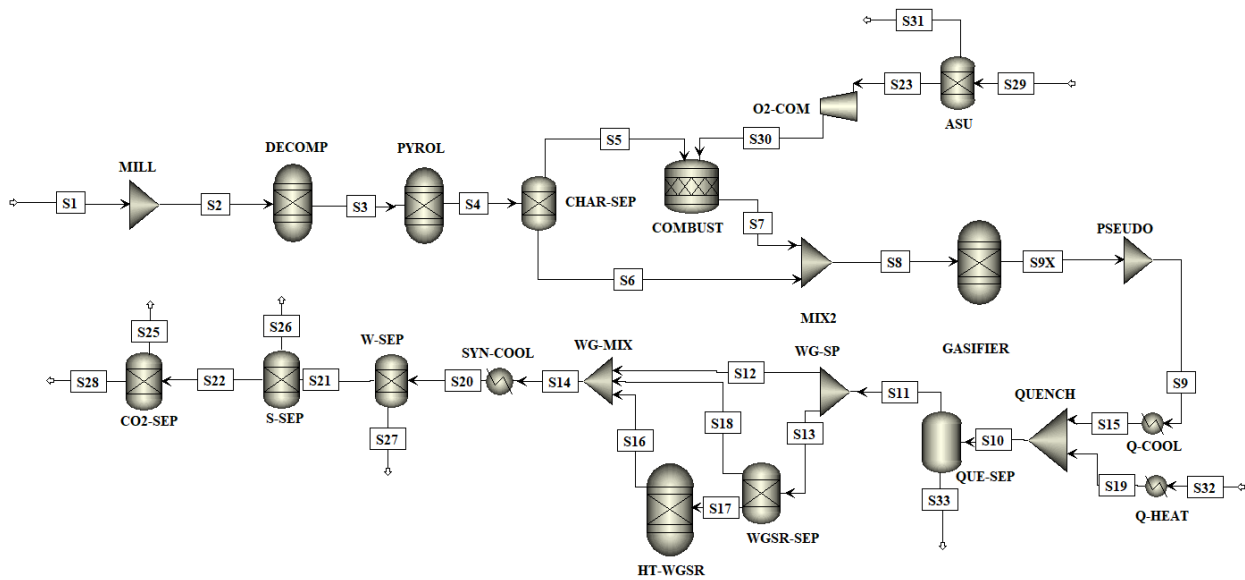 S31
S23
S29
O2-COM
ASU
S5
S30
DECOMP
PYROL
MILL
S1
S2
S3
S4
CHAR-SEP
COMBUST
S7
PSEUDO
S8
S9X
S6
MIX2
GASIFIER
S25
S26
W-SEP
SYN-COOL
WG-MIX
S12
WG-SP
S28
S22
S21
S20
S14
S11
QUENCH
S9
CO2-SEP
S-SEP
S18
S13
S15
Q-COOL
S27
S16
S10
QUE-SEP
S19
S32
S17
WGSR-SEP
S33
Q-HEAT
HT-WGSR